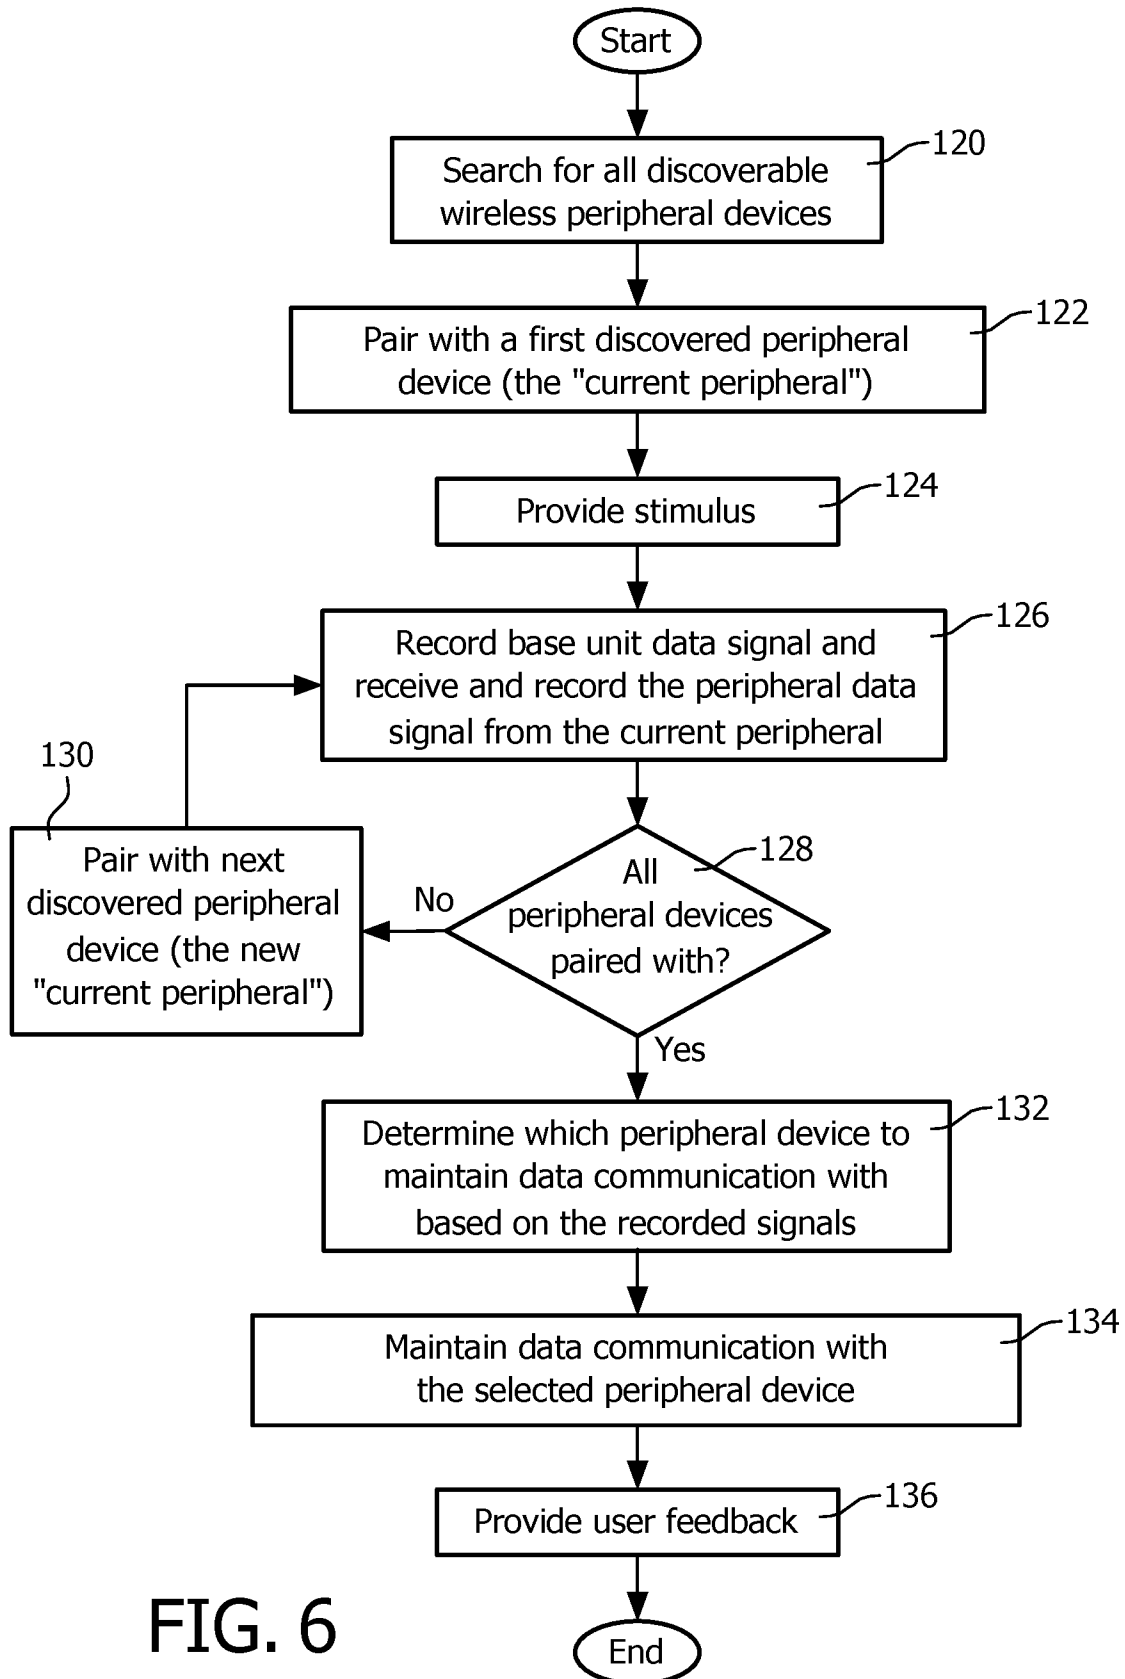 Start
120
Search for all discoverable
wireless peripheral devices
122
Pair with a first discovered peripheral
device (the "current peripheral")
124
Provide stimulus
126
Record base unit data signal and
receive and record the peripheral data
signal from the current peripheral
130
Pair with next
discovered peripheral
device (the new
"current peripheral")
No
128
All
peripheral devices
paired with?
Yes
132
Determine which peripheral device to
maintain data communication with
based on the recorded signals
134
Maintain data communication with
the selected peripheral device
136
Provide user feedback
FIG. 6
End